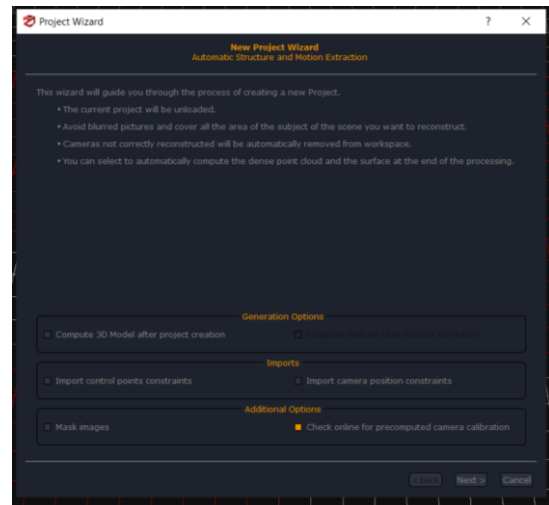 Project Wizard
?
New Project Wizard
Automatic Structure and Motion Extraction
This wizard will guide you through the process of creating a new Project.
• The current project will be unloaded.
• Avoid blurred pictures and cover all the area of the subject of the scene you want to reconstruct.
• Cameras not correctly reconstructed will be automatically removed from workspace.
• You can select to automatically compute the dense point cloud and the surface at the end of the processing.
Generation Options
Compute 3D Model after project creation
Imports
Import control points constraints Import camera position constraints
Additional Options
Mask images Check online for precomputed camera calibration
< Back Next > Cancel